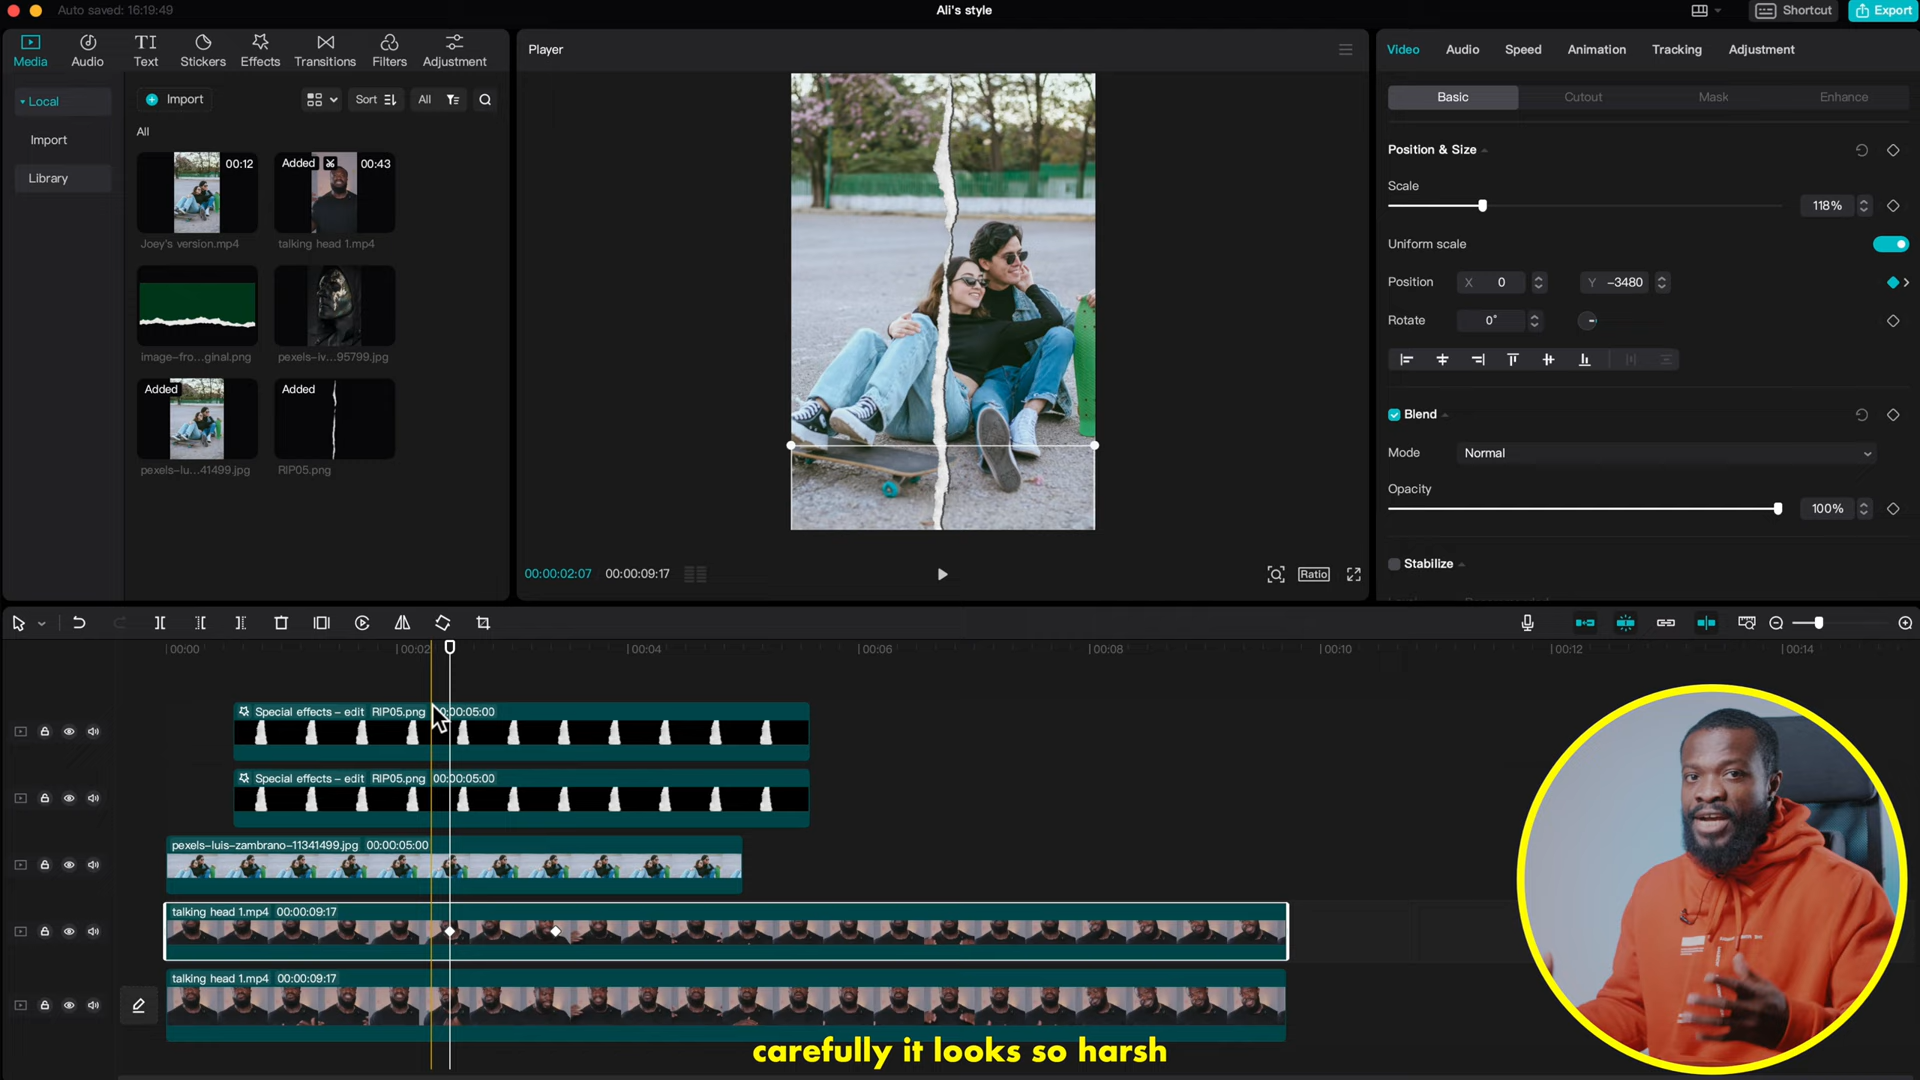 Auto saved: 16:19:49
Ali's style
Shortcut
Export
Media
Audio
Text
Stickers
Effects
Transitions
Filters
Adjustment
Local
Import
Library
Import
Sort
All
All
00:12
Joey's version.mp4
Added
00:43
talking head 1.mp4
image-fro...ginal.png
pexels-iv...95799.jpg
Added
pexels-lu...41499.jpg
Added
RIP05.png
Player
00:00:02:07
00:00:09:17
Ratio
Video
Audio
Speed
Animation
Tracking
Adjustment
Basic
Cutout
Mask
Enhance
Position & Size
Scale
118%
Uniform scale
Position
X 0
Y -3480
Rotate
0°
Blend
Mode
Normal
Opacity
100%
Stabilize
00:00
00:02
00:04
00:06
00:08
00:10
00:12
00:14
Special effects – edit RIP05.png 00:00:05:00
Special effects – edit RIP05.png 00:00:05:00
pexels-luis-zambrano-11341499.jpg 00:00:05:00
talking head 1.mp4 00:00:09:17
talking head 1.mp4 00:00:09:17
carefully it looks so harsh